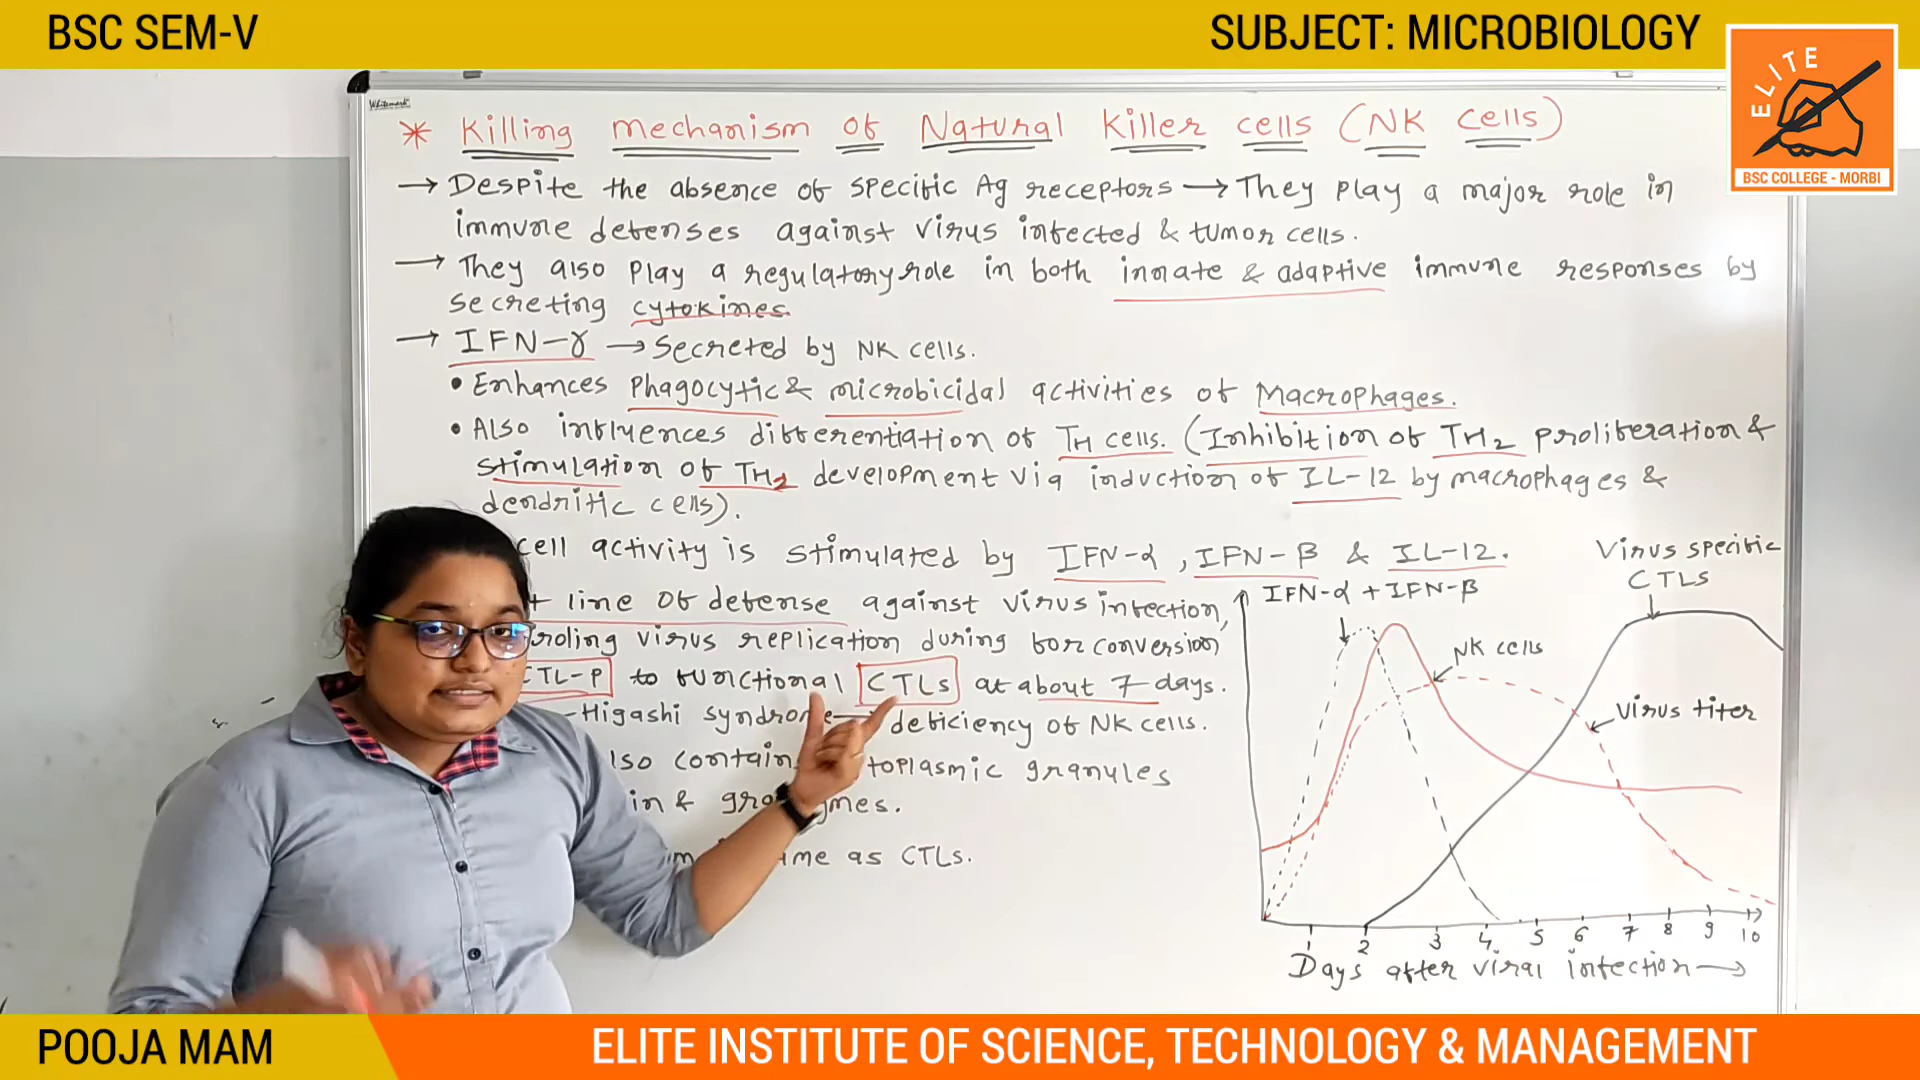 BSC SEM-V
SUBJECT: MICROBIOLOGY
ELITE
BSC COLLEGE - MORBI
Whitemark
* Killing mechanism of Natural Killer cells (NK cells)
→ Despite the absence of specific Ag receptors → They play a major role in
immune defenses against virus infected & tumor cells.
→ They also play a regulatory role in both innate & adaptive immune responses by
secreting cytokines
→ IFN-γ → secreted by NK cells.
• Enhances Phagocytic & microbicidal activities of Macrophages.
• Also influences differentiation of TH cells. (Inhibition of TH2 proliferation &
stimulation of TH2 development via induction of IL-12 by macrophages &
dendritic cells).
cell activity is stimulated by IFN-α, IFN-β & IL-12.
line of defense against virus infection,
roling virus replication during for conversion
CTL-P to functional CTLs at about 7 days.
-Higashi syndrome → deficiency of NK cells.
lso contain toplasmic granules
in & gra ymes.
me as CTLs.
IFN-α + IFN-β
Virus specific
CTLS
NK cells
Virus titer
1 2 3 4 5 6 7 8 9 10
Days after viral infection →
POOJA MAM
ELITE INSTITUTE OF SCIENCE, TECHNOLOGY & MANAGEMENT